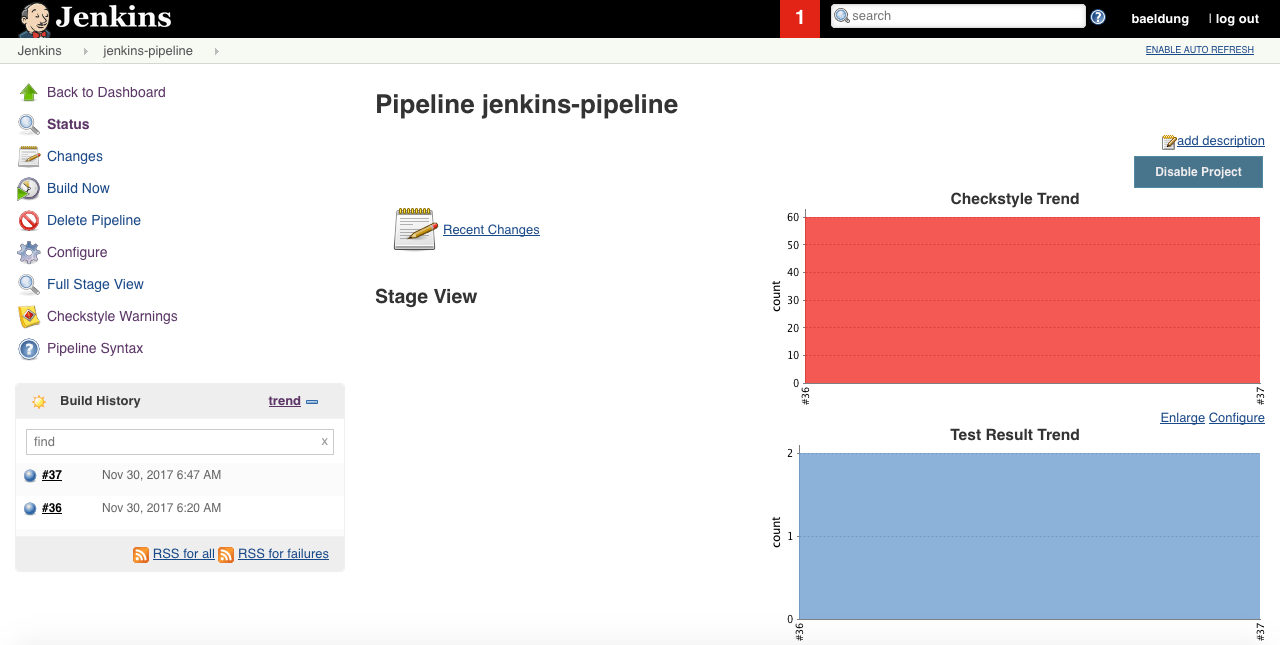 Jenkins
1
search
baeldung
| log out
Jenkins
jenkins-pipeline
ENABLE AUTO REFRESH
Back to Dashboard
Status
Changes
Build Now
Delete Pipeline
Configure
Full Stage View
Checkstyle Warnings
Pipeline Syntax
Build History
trend
find
x
#37 Nov 30, 2017 6:47 AM
#36 Nov 30, 2017 6:20 AM
RSS for all RSS for failures
Pipeline jenkins-pipeline
add description
Disable Project
Recent Changes
Stage View
Checkstyle Trend
60
50
40
30
20
10
0
count
#36
#37
Enlarge Configure
Test Result Trend
2
1
0
count
#36
#37